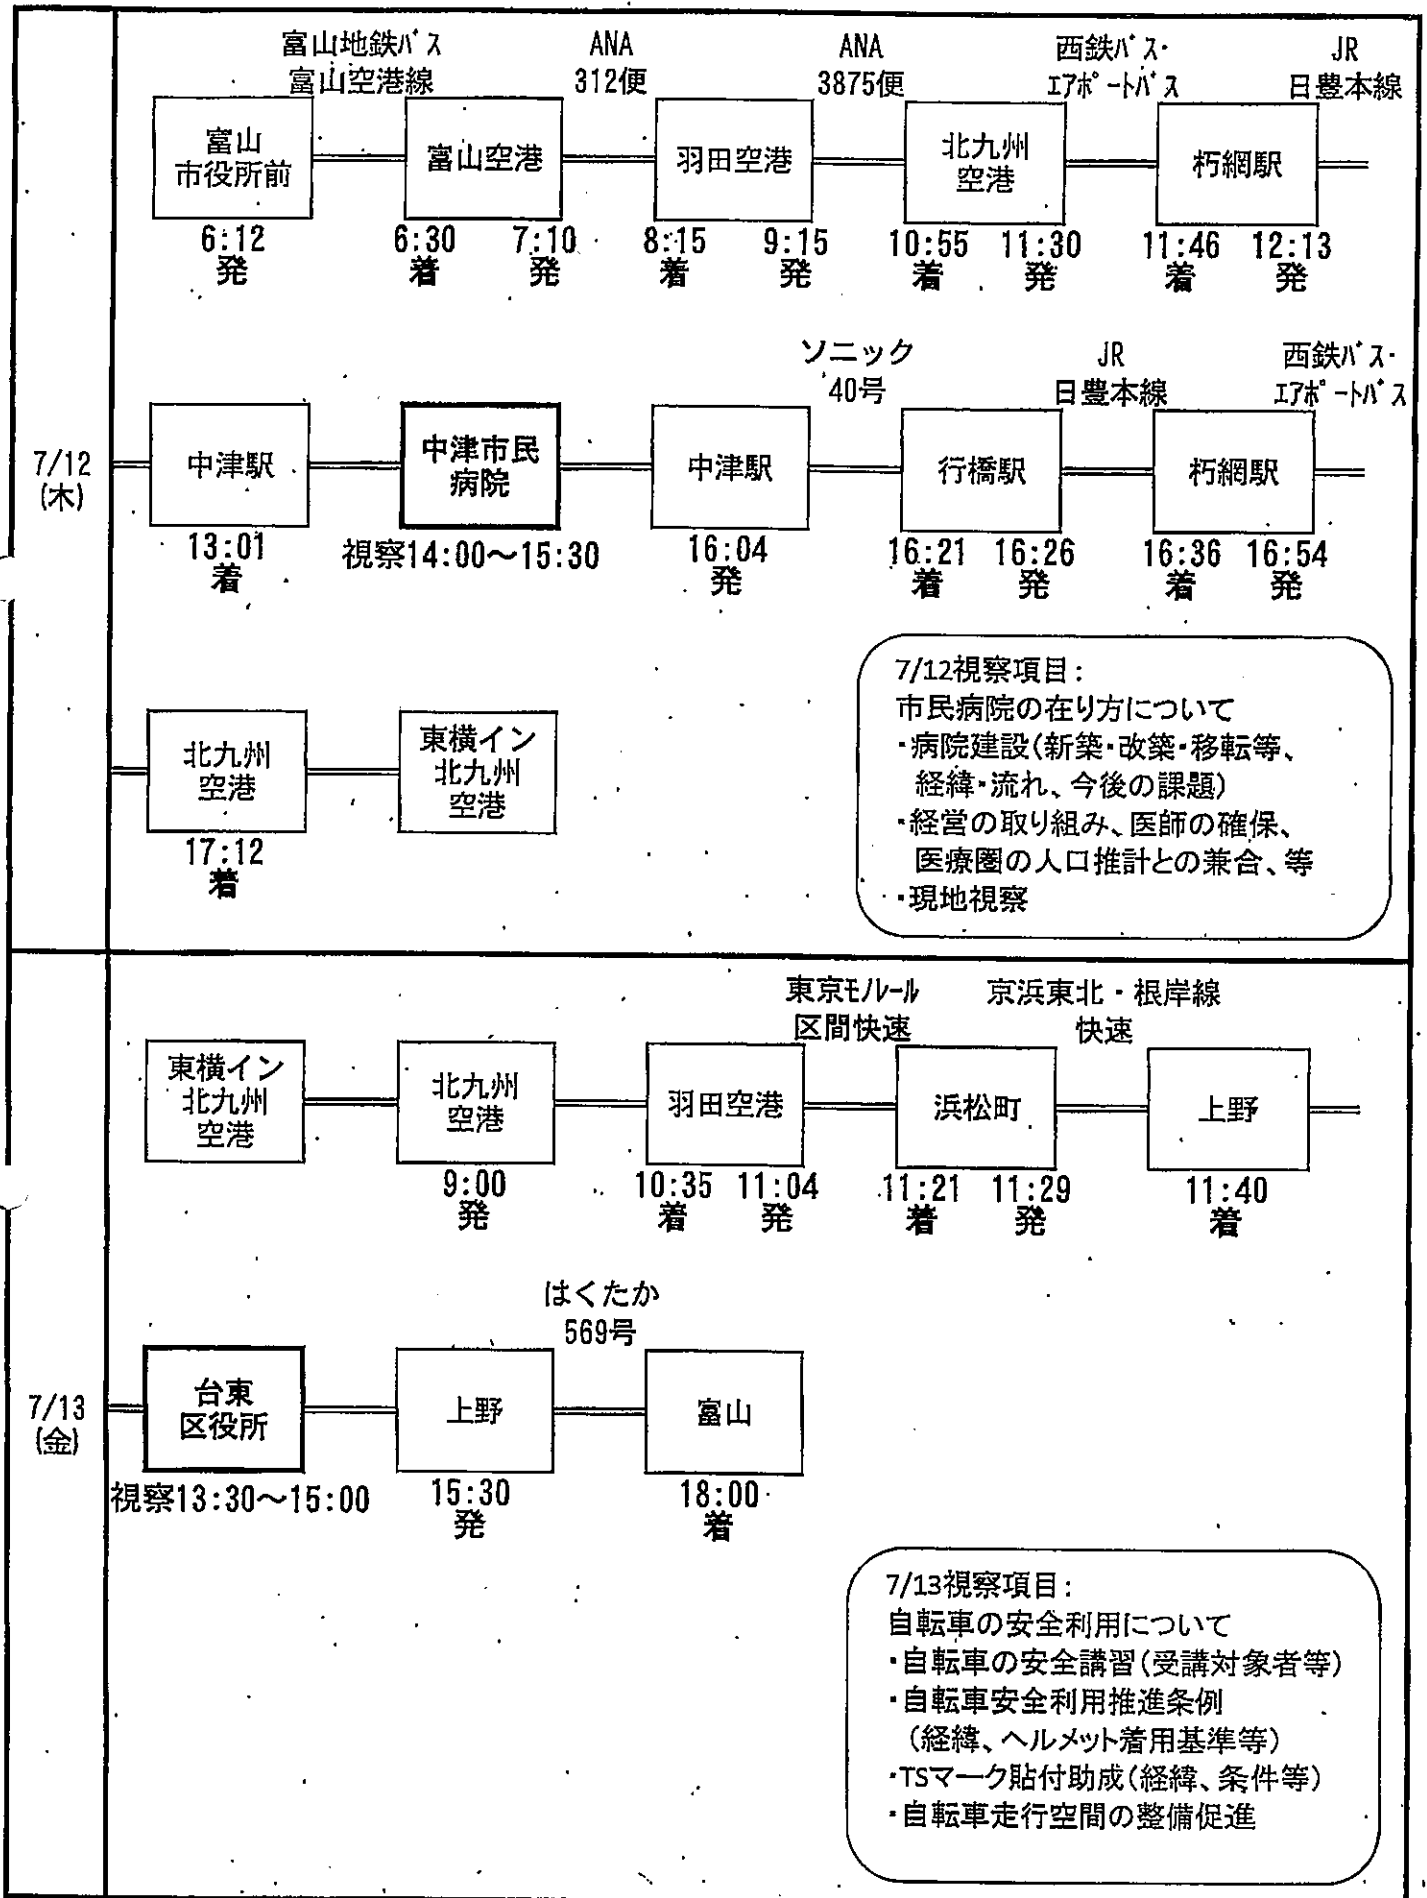 富山地鉄バス
富山空港線
ANA
312便
ANA
3875便
西鉄バス・
エアポートバス
JR
日豊本線
富山
市役所前
富山空港
羽田空港
北九州
空港
朽網駅
6:12
発
6:30
着
7:10
発
8:15
着
9:15
発
10:55
着
11:30
発
11:46
着
12:13
発
7/12
(木)
ソニック
40号
JR
日豊本線
西鉄バス・
エアポートバス
中津駅
中津市民
病院
中津駅
行橋駅
朽網駅
13:01
着
視察14:00～15:30
16:04
発
16:21
着
16:26
発
16:36
着
16:54
発
北九州
空港
東横イン
北九州
空港
17:12
着
7/12視察項目：
市民病院の在り方について
・病院建設(新築・改築・移転等、
経緯・流れ、今後の課題)
・経営の取り組み、医師の確保、
医療圏の人口推計との兼合、等
・現地視察
7/13
(金)
東京モノレール
区間快速
京浜東北・根岸線
快速
東横イン
北九州
空港
北九州
空港
羽田空港
浜松町
上野
9:00
発
10:35
着
11:04
発
11:21
着
11:29
発
11:40
着
はくたか
569号
台東
区役所
上野
富山
視察13:30～15:00
15:30
発
18:00
着
7/13視察項目：
自転車の安全利用について
・自転車の安全講習(受講対象者等)
・自転車安全利用推進条例
(経緯、ヘルメット着用基準等)
・TSマーク貼付助成(経緯、条件等)
・自転車走行空間の整備促進